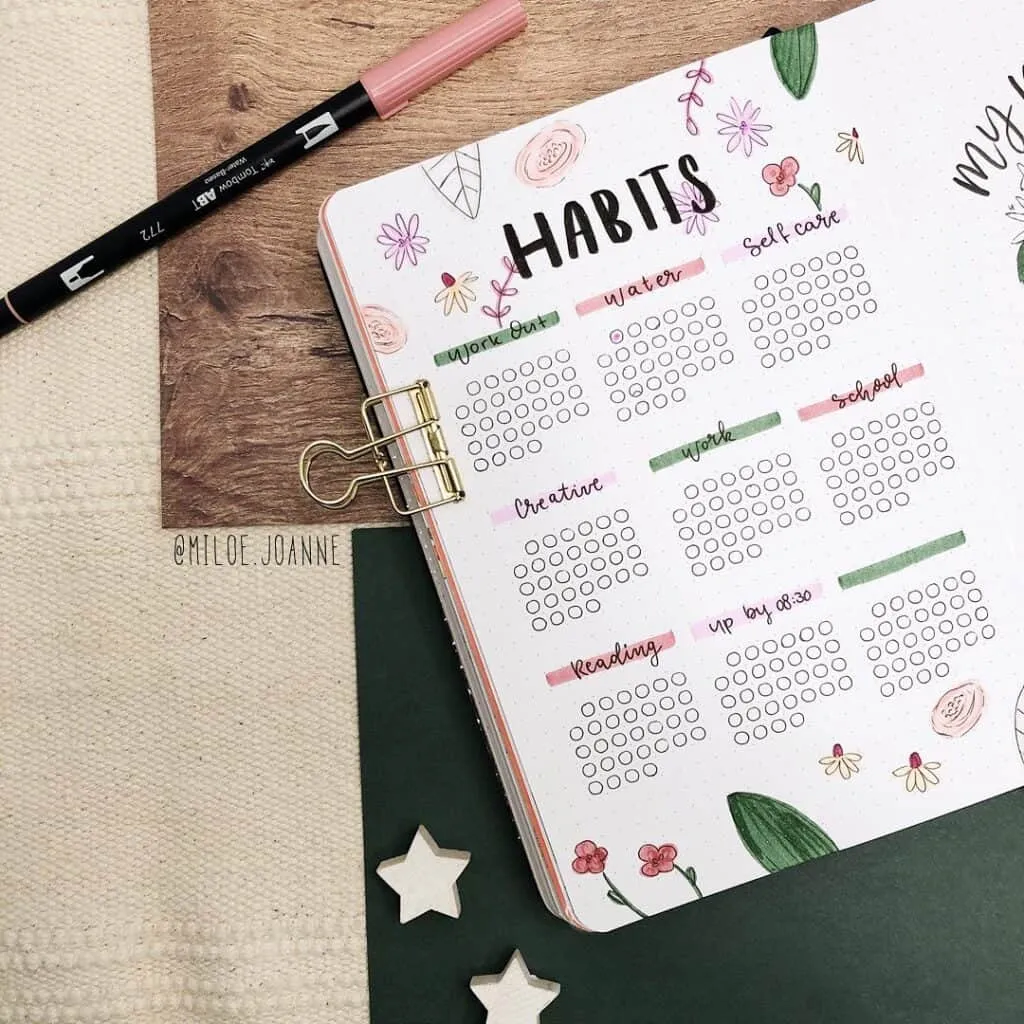 Tombow ABT
Water-Based
772
HABITS
my
Work Out
Water
Self care
Creative
Work
School
Reading
up by 08:30
@MILOE.JOANNE